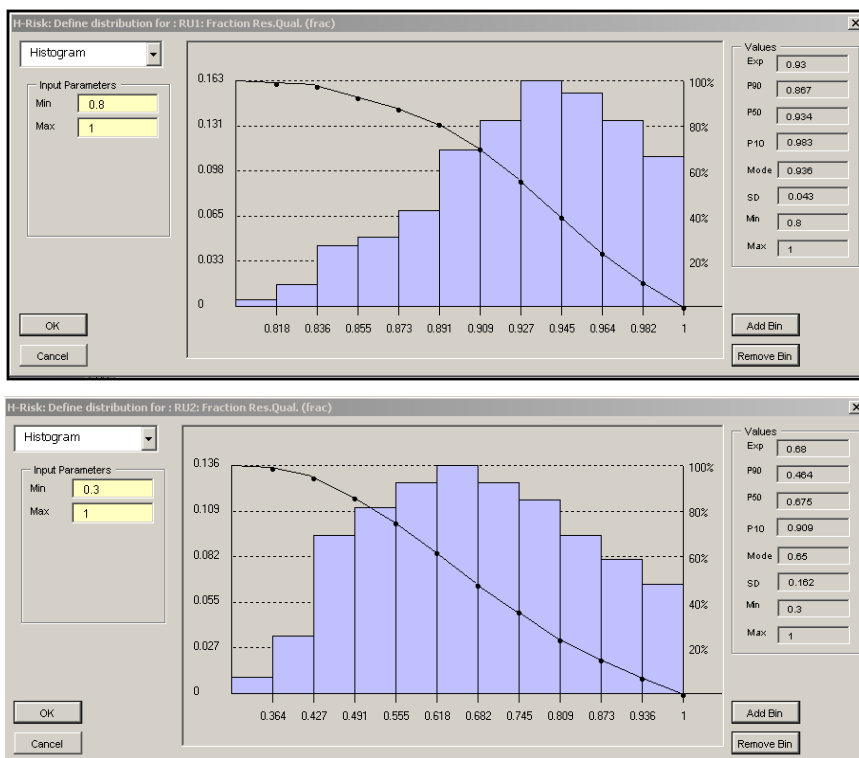 H-Risk: Define distribution for : RU1: Fraction Res.Qual. (frac)
Histogram
Input Parameters
Min 0.8
Max 1
OK
Cancel
0.163
0.131
0.098
0.065
0.033
0
100%
80%
60%
40%
20%
0.818 0.836 0.855 0.873 0.891 0.909 0.927 0.945 0.964 0.982 1
Values
Exp 0.93
P90 0.867
P50 0.934
P10 0.983
Mode 0.936
SD 0.043
Min 0.8
Max 1
Add Bin
Remove Bin
H-Risk: Define distribution for : RU2: Fraction Res.Qual. (frac)
Histogram
Input Parameters
Min 0.3
Max 1
OK
Cancel
0.136
0.109
0.082
0.055
0.027
0
100%
80%
60%
40%
20%
0.364 0.427 0.491 0.555 0.618 0.682 0.745 0.809 0.873 0.936 1
Values
Exp 0.68
P90 0.464
P50 0.675
P10 0.909
Mode 0.65
SD 0.162
Min 0.3
Max 1
Add Bin
Remove Bin